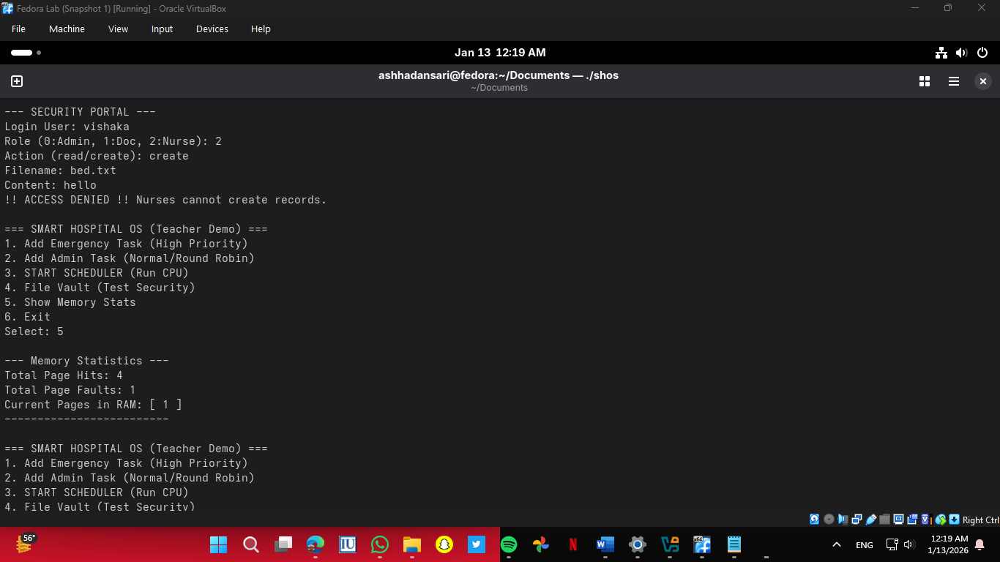 Fedora Lab (Snapshot 1) [Running] - Oracle VirtualBox
File Machine View Input Devices Help
Jan 13 12:19 AM
ashhadansari@fedora:~/Documents — ./shos
~/Documents
--- SECURITY PORTAL ---
Login User: vishaka
Role (0:Admin, 1:Doc, 2:Nurse): 2
Action (read/create): create
Filename: bed.txt
Content: hello
!! ACCESS DENIED !! Nurses cannot create records.
=== SMART HOSPITAL OS (Teacher Demo) ===
1. Add Emergency Task (High Priority)
2. Add Admin Task (Normal/Round Robin)
3. START SCHEDULER (Run CPU)
4. File Vault (Test Security)
5. Show Memory Stats
6. Exit
Select: 5
--- Memory Statistics ---
Total Page Hits: 4
Total Page Faults: 1
Current Pages in RAM: [ 1 ]
-------------------------
=== SMART HOSPITAL OS (Teacher Demo) ===
1. Add Emergency Task (High Priority)
2. Add Admin Task (Normal/Round Robin)
3. START SCHEDULER (Run CPU)
4. File Vault (Test Security)
Right Ctrl
56°
ENG
12:19 AM
1/13/2026